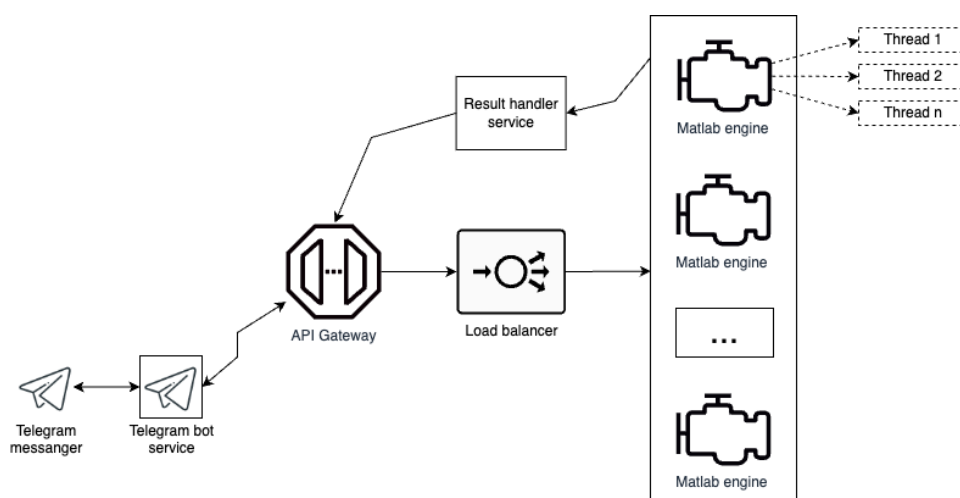 Thread 1
Thread 2
Thread n
Matlab engine
Result handler
service
Matlab engine
...
API Gateway
Load balancer
...
Matlab engine
Telegram
messanger
Telegram bot
service